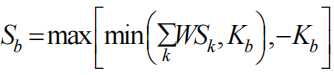 S_b = max[min(∑_k WS_k, K_b), -K_b]